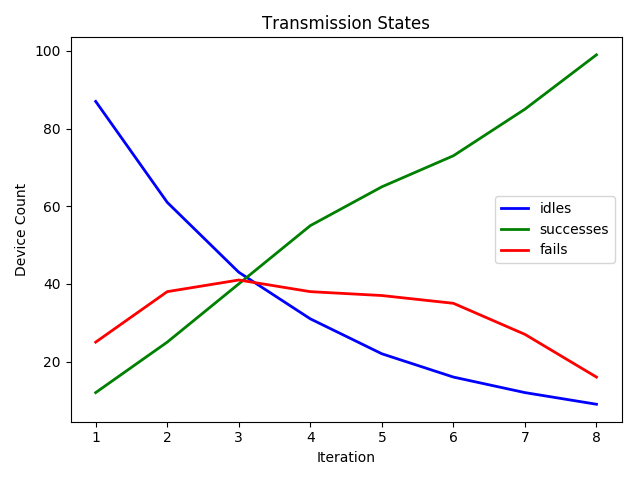 Transmission States
Device Count
100
80
60
40
20
idles
successes
fails
1 2 3 4 5 6 7 8
Iteration